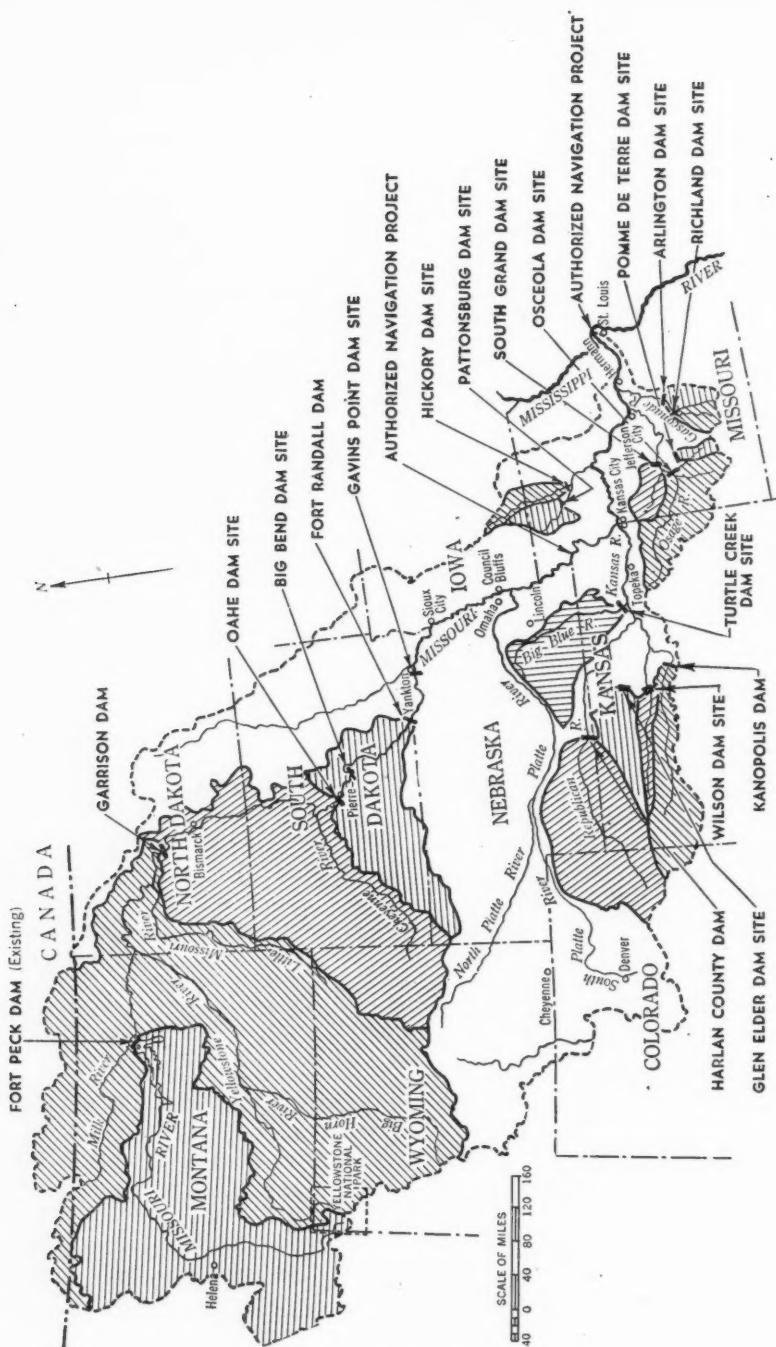 CANADA
N
FORT PECK DAM (Existing)
GARRISON DAM
OAHE DAM SITE
BIG BEND DAM SITE
FORT RANDALL DAM
GAVINS POINT DAM SITE
AUTHORIZED NAVIGATION PROJECT
HICKORY DAM SITE
PATTONSBURG DAM SITE
SOUTH GRAND DAM SITE
OSCEOLA DAM SITE
AUTHORIZED NAVIGATION PROJECT
POMME DE TERRE DAM SITE
ARLINGTON DAM SITE
RICHLAND DAM SITE
Milk River
MISSOURI RIVER
MONTANA
Helena
Yellowstone River
Big Horn River
YELLOWSTONE
NATIONAL
PARK
WYOMING
Little Missouri River
NORTH DAKOTA
Bismarck
SOUTH DAKOTA
Pierre
Cheyenne River
Yankton
Sioux
City
MISSOURI
IOWA
Council
Bluffs
Omaha
Lincoln
NEBRASKA
North Platte River
Platte River
South Platte River
Cheyenne
Denver
COLORADO
Republican R.
Big Blue R.
KANSAS
Kansas R.
Topeka
Kansas City
Osage R.
Jefferson
City
Gasconade R.
Hermann
St. Louis
MISSISSIPPI
RIVER
MISSOURI
TURTLE CREEK
DAM SITE
KANOPOLIS DAM
WILSON DAM SITE
GLEN ELDER DAM SITE
HARLAN COUNTY DAM
SCALE OF MILES
40 0 40 80 120 160